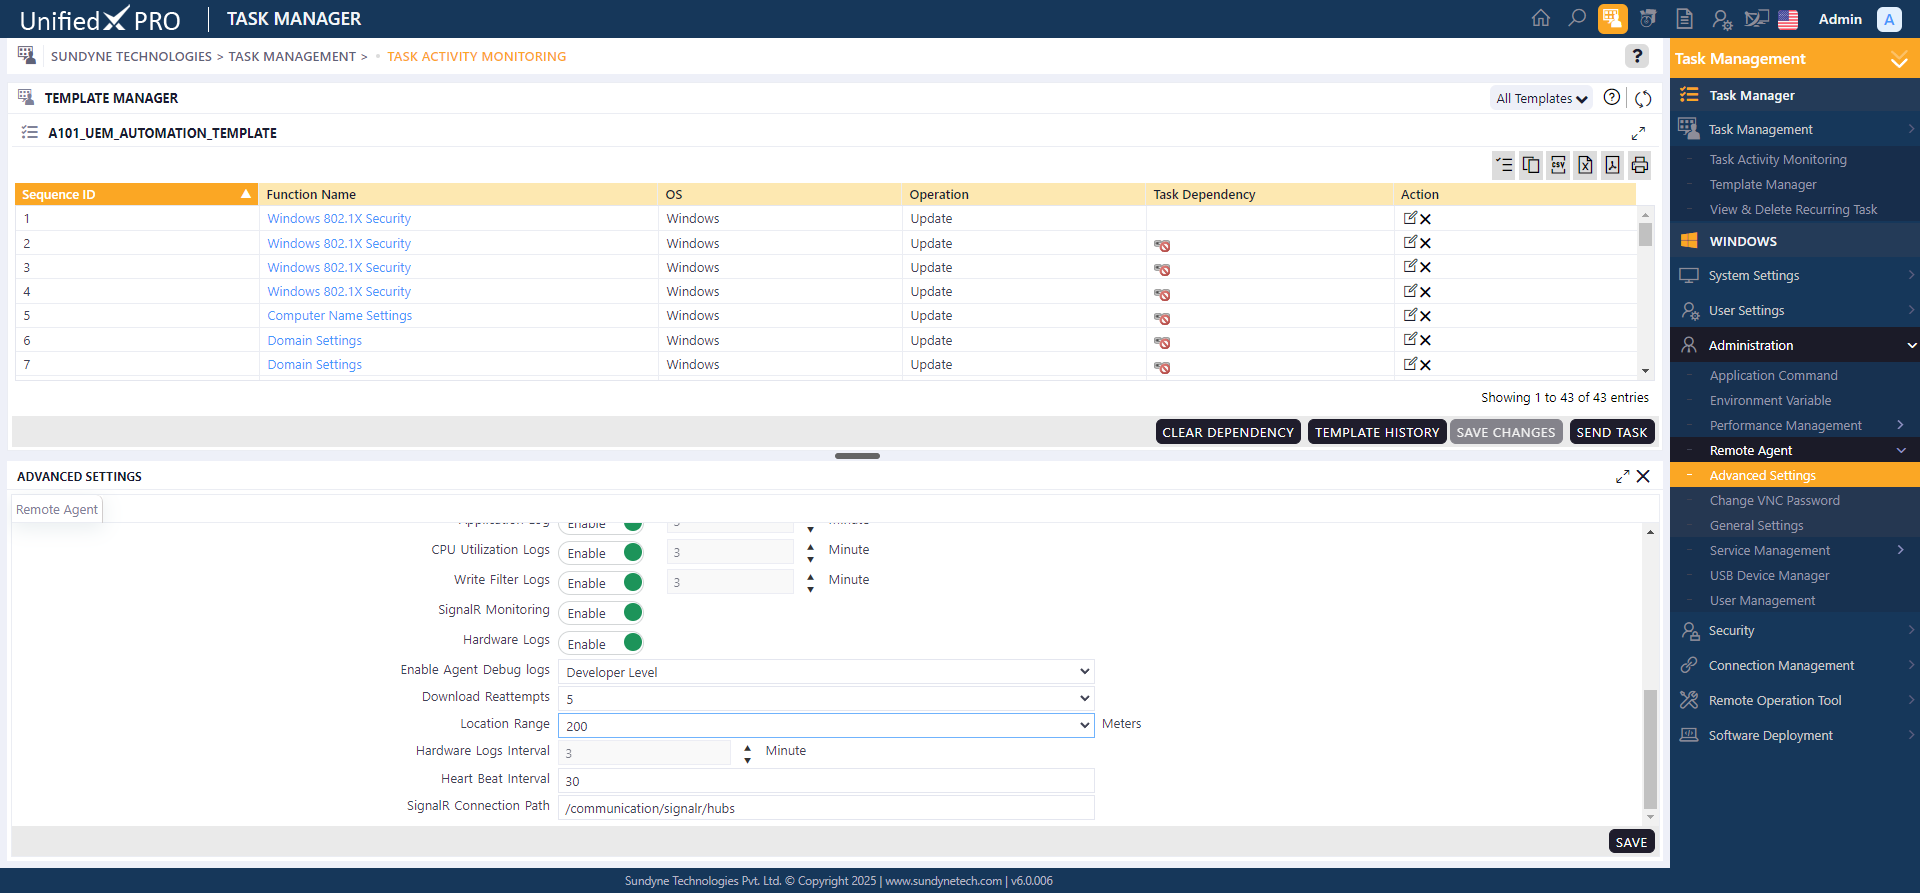 UnifiedX PRO
TASK MANAGER
Admin
A
SUNDYNE TECHNOLOGIES > TASK MANAGEMENT > • TASK ACTIVITY MONITORING
?
TEMPLATE MANAGER
All Templates
A101_UEM_AUTOMATION_TEMPLATE
CSV
Sequence ID Function Name OS Operation Task Dependency Action
1 Windows 802.1X Security Windows Update
2 Windows 802.1X Security Windows Update
3 Windows 802.1X Security Windows Update
4 Windows 802.1X Security Windows Update
5 Computer Name Settings Windows Update
6 Domain Settings Windows Update
7 Domain Settings Windows Update
Showing 1 to 43 of 43 entries
CLEAR DEPENDENCY TEMPLATE HISTORY SAVE CHANGES SEND TASK
ADVANCED SETTINGS
Remote Agent
Application Log Enable 3 Minute
CPU Utilization Logs Enable 3 Minute
Write Filter Logs Enable 3 Minute
SignalR Monitoring Enable
Hardware Logs Enable
Enable Agent Debug logs Developer Level
Download Reattempts 5
Location Range 200 Meters
Hardware Logs Interval 3 Minute
Heart Beat Interval 30
SignalR Connection Path /communication/signalr/hubs
SAVE
Task Management
Task Manager
Task Management
Task Activity Monitoring
Template Manager
View & Delete Recurring Task
WINDOWS
System Settings
User Settings
Administration
Application Command
Environment Variable
Performance Management
Remote Agent
Advanced Settings
Change VNC Password
General Settings
Service Management
USB Device Manager
User Management
Security
Connection Management
Remote Operation Tool
Software Deployment
Sundyne Technologies Pvt. Ltd. © Copyright 2025 | www.sundynetech.com | v6.0.006